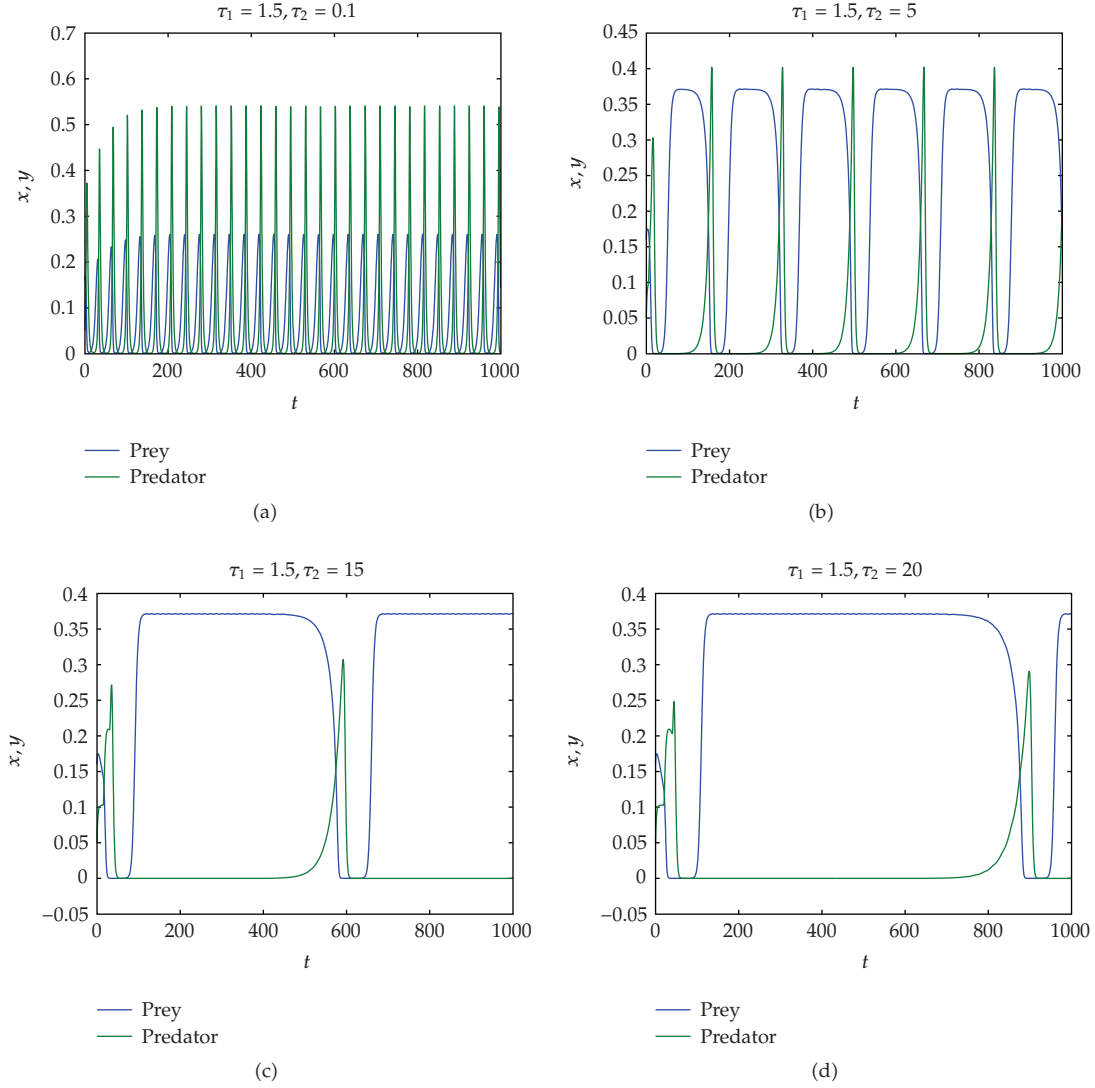 τ₁ = 1.5, τ₂ = 0.1
0.7
0.6
0.5
0.4
0.3
0.2
0.1
0
x, y
0 200 400 600 800 1000
t
Prey
Predator
(a)
τ₁ = 1.5, τ₂ = 5
0.45
0.4
0.35
0.3
0.25
0.2
0.15
0.1
0.05
0
x, y
0 200 400 600 800 1000
t
Prey
Predator
(b)
τ₁ = 1.5, τ₂ = 15
0.4
0.35
0.3
0.25
0.2
0.15
0.1
0.05
0
−0.05
x, y
0 200 400 600 800 1000
t
Prey
Predator
(c)
τ₁ = 1.5, τ₂ = 20
0.4
0.35
0.3
0.25
0.2
0.15
0.1
0.05
0
−0.05
x, y
0 200 400 600 800 1000
t
Prey
Predator
(d)